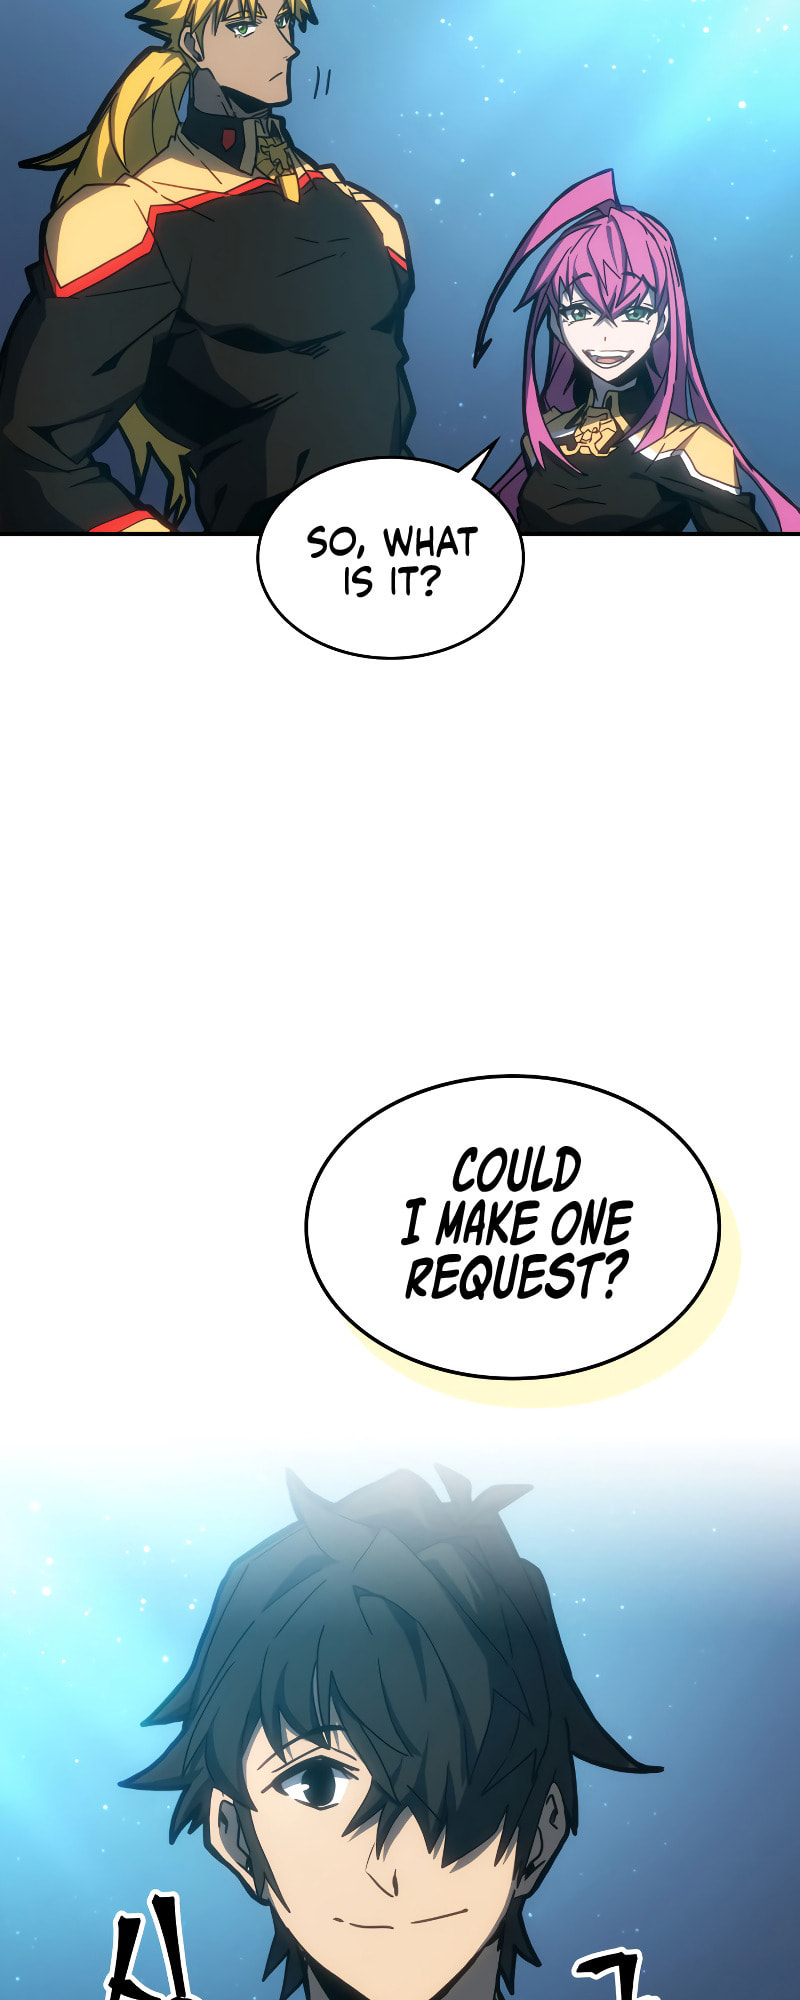 SO, WHAT
IS IT?
COULD
I MAKE ONE
REQUEST?